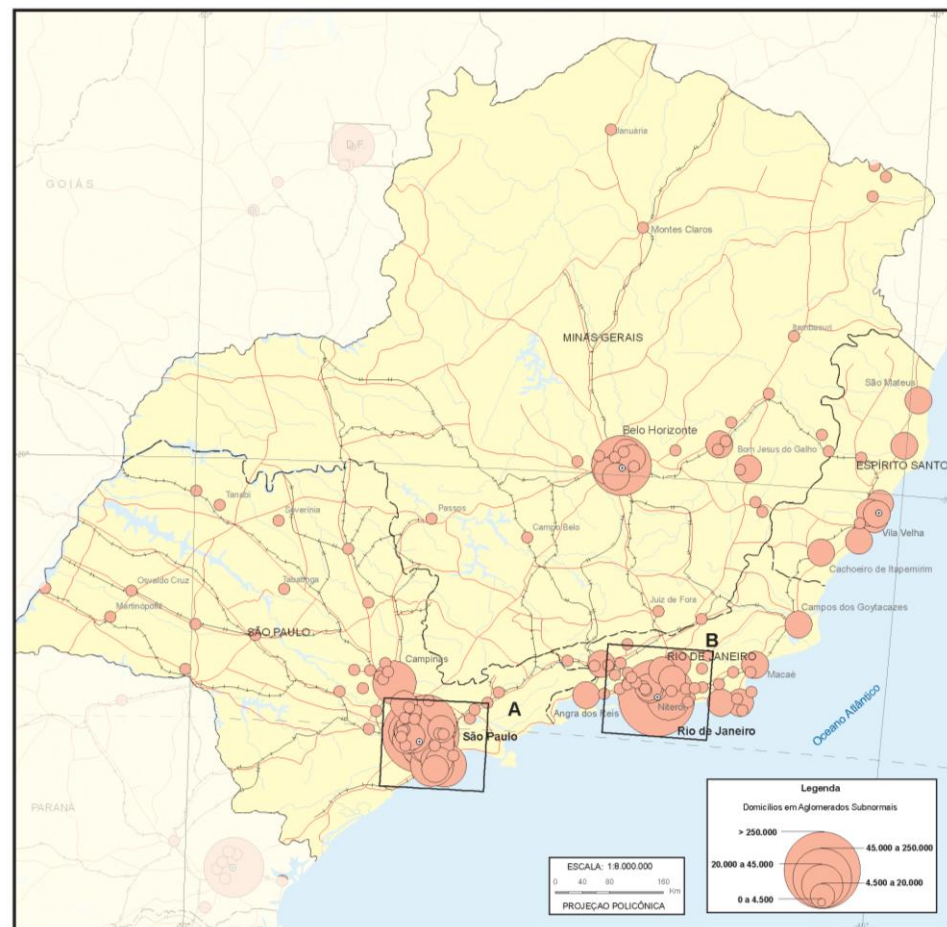 D.F.
GOIÁS
Januária
Montes Claros
MINAS GERAIS
São Mateus
Belo Horizonte
Bom Jesus do Galho
20°
ESPÍRITO SANTO
Tanabi
Severínia
Passos
Campo Belo
Vila Velha
Cachoeiro de Itapemirim
Osvaldo Cruz
Tabatinga
Martinópolis
Juiz de Fora
Campos dos Goytacazes
SÃO PAULO
B
RIO DE JANEIRO
Campinas
Macaé
Niterói
A
Angra dos Reis
São Paulo
Rio de Janeiro
Oceano Atlântico
PARANÁ
Legenda
Domicílios em Aglomerados Subnormais
> 250.000
45.000 a 250.000
20.000 a 45.000
4.500 a 20.000
0 a 4.500
ESCALA: 1:8.000.000
0 40 80 160
Km
PROJEÇAO POLICÔNICA